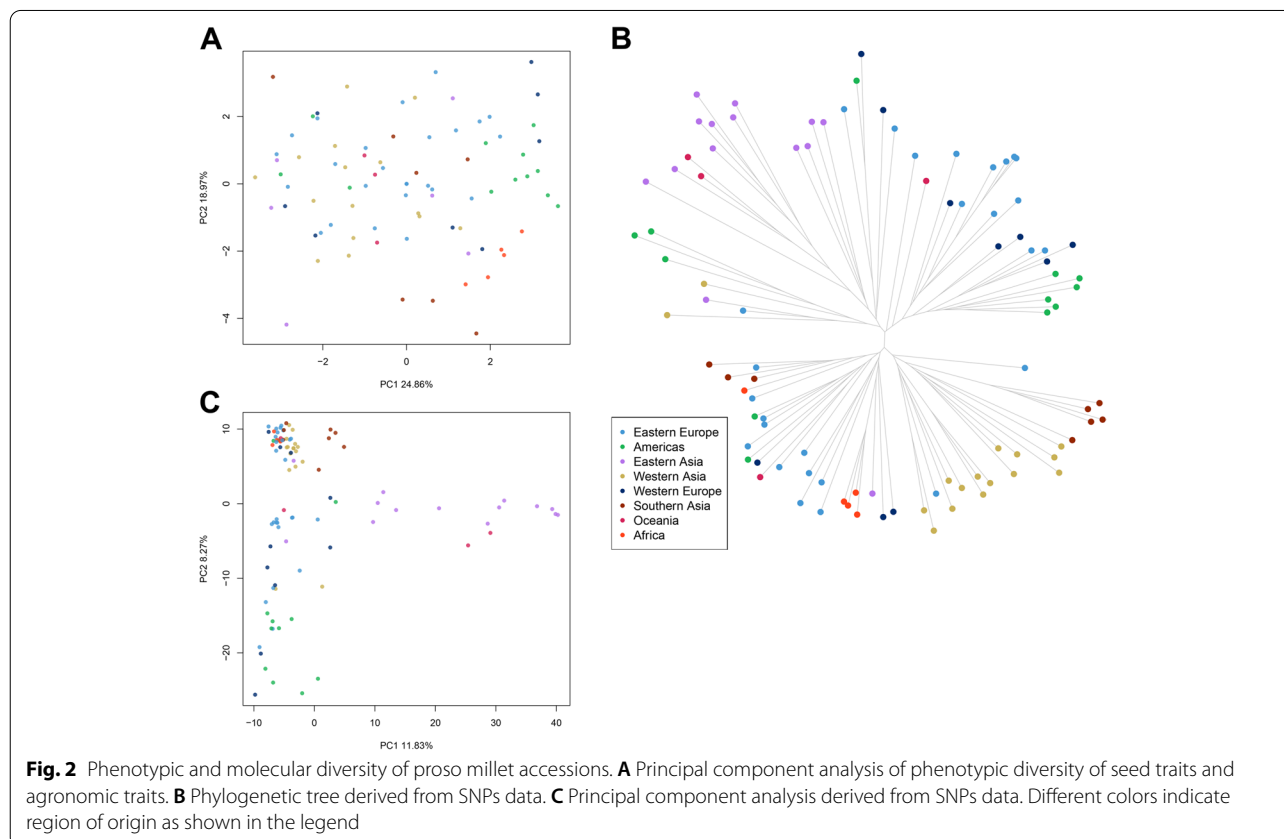 A
B
2
0
−2
−4
PC2 18.97%
−2
0
2
PC1 24.86%
C
10
0
−10
−20
PC2 8.27%
−10
0
10
20
30
40
PC1 11.83%
Eastern Europe
Americas
Eastern Asia
Western Asia
Western Europe
Southern Asia
Oceania
Africa
Fig. 2 Phenotypic and molecular diversity of proso millet accessions. A Principal component analysis of phenotypic diversity of seed traits and
agronomic traits. B Phylogenetic tree derived from SNPs data. C Principal component analysis derived from SNPs data. Different colors indicate
region of origin as shown in the legend